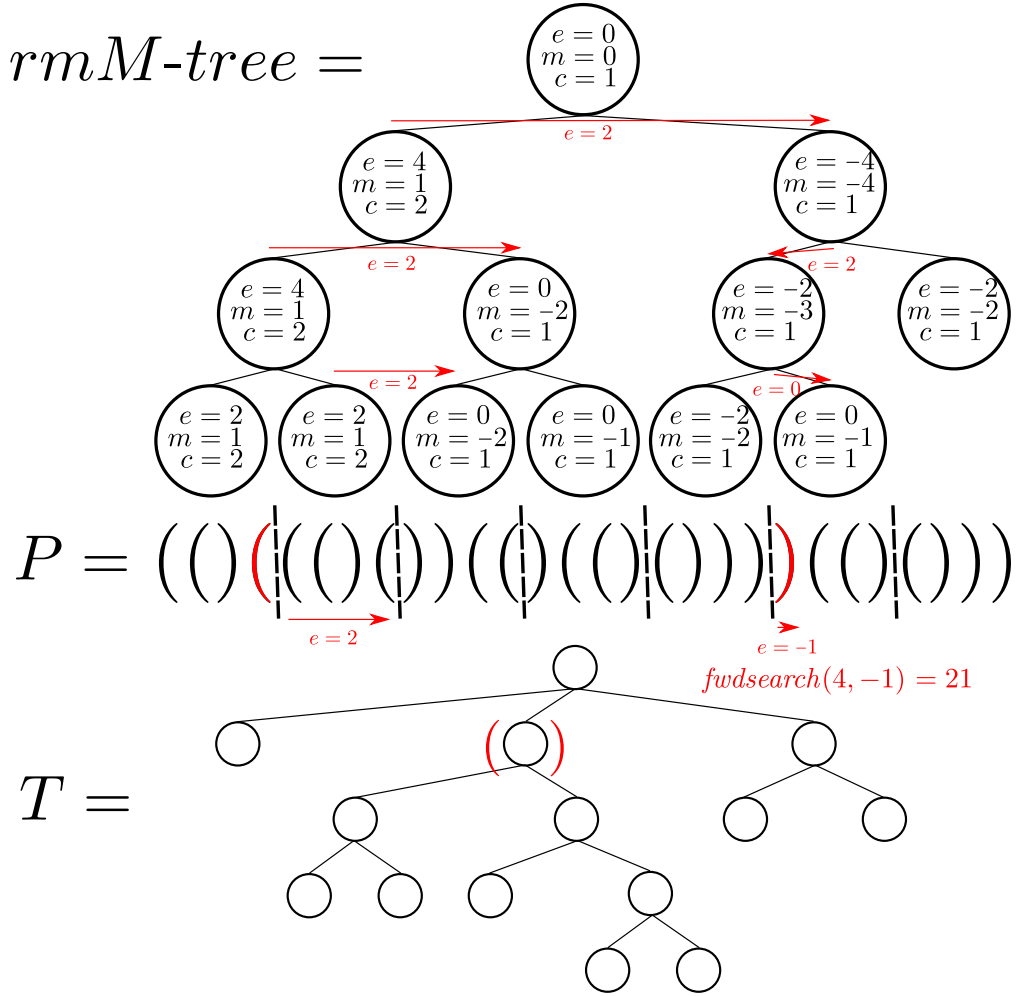 rmM-tree =
e = 0
m = 0
c = 1
e = 2
e = 4
m = 1
c = 2
e = –4
m = –4
c = 1
e = 2
e = 2
e = 4
m = 1
c = 2
e = 0
m = –2
c = 1
e = –2
m = –3
c = 1
e = –2
m = –2
c = 1
e = 2
e = 0
e = 2
m = 1
c = 2
e = 2
m = 1
c = 2
e = 0
m = –2
c = 1
e = 0
m = –1
c = 1
e = –2
m = –2
c = 1
e = 0
m = –1
c = 1
P = (()((()())(()(()())))(()()))
e = 2
e = –1
fwdsearch(4, −1) = 21
( )
T =